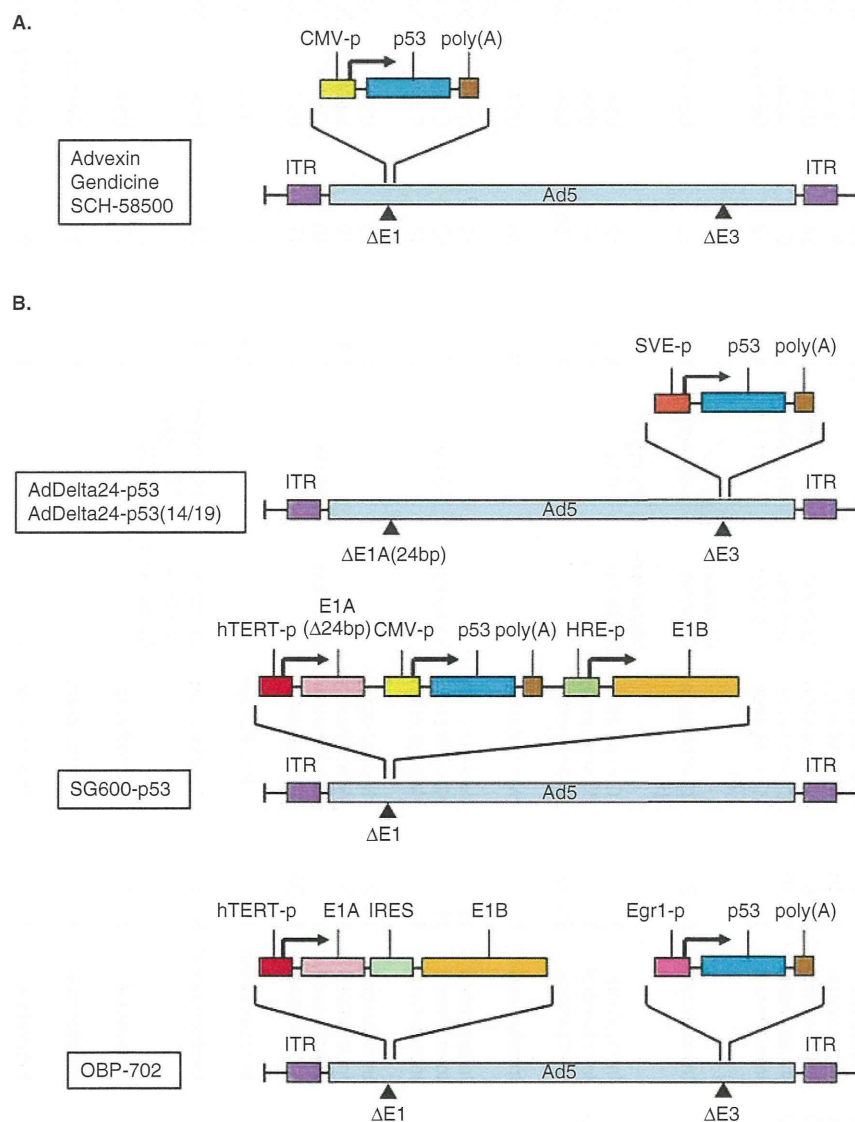 A.
CMV-p p53 poly(A)
Advexin
Gendicine
SCH-58500
ITR ITR
Ad5
ΔE1 ΔE3
B.
SVE-p p53 poly(A)
AdDelta24-p53
AdDelta24-p53(14/19)
ITR ITR
Ad5
ΔE1A(24bp) ΔE3
E1A
hTERT-p (Δ24bp) CMV-p p53 poly(A) HRE-p E1B
SG600-p53
ITR ITR
Ad5
ΔE1
hTERT-p E1A IRES E1B Egr1-p p53 poly(A)
OBP-702
ITR ITR
Ad5
ΔE1 ΔE3